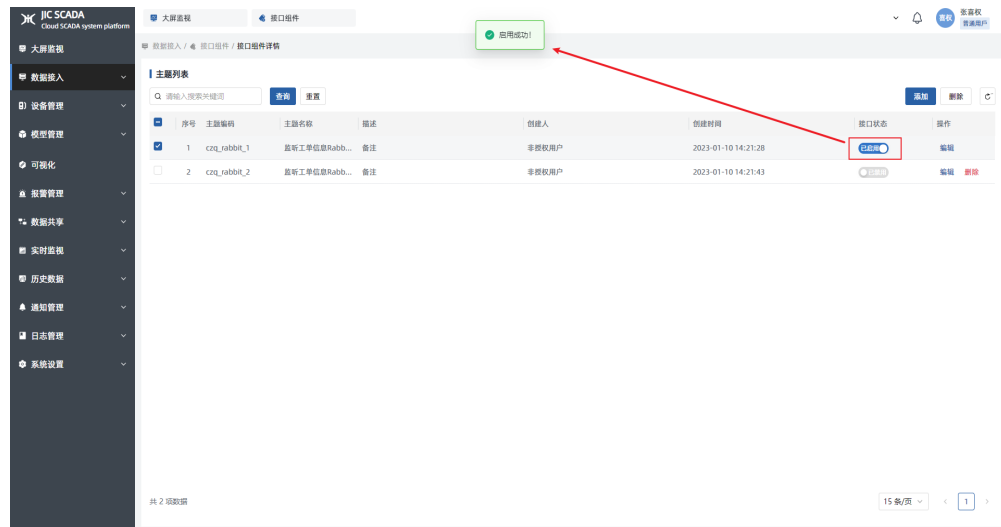 JIC SCADA
Cloud SCADA system platform
大屏监视
接口组件
启用成功！
喜权
张喜权
普通用户
大屏监视
数据接入
设备管理
模型管理
可视化
报警管理
数据共享
实时监视
历史数据
通知管理
日志管理
系统设置
数据接入 / 接口组件 / 接口组件详情
主题列表
请输入搜索关键词 查询 重置 添加 删除
序号 主题编码 主题名称 描述 创建人 创建时间 接口状态 操作
1 czq_rabbit_1 监听工单信息Rabb... 备注 非授权用户 2023-01-10 14:21:28 已启用 编辑
2 czq_rabbit_2 监听工单信息Rabb... 备注 非授权用户 2023-01-10 14:21:43 编辑 删除
共 2 项数据
15 条/页 1